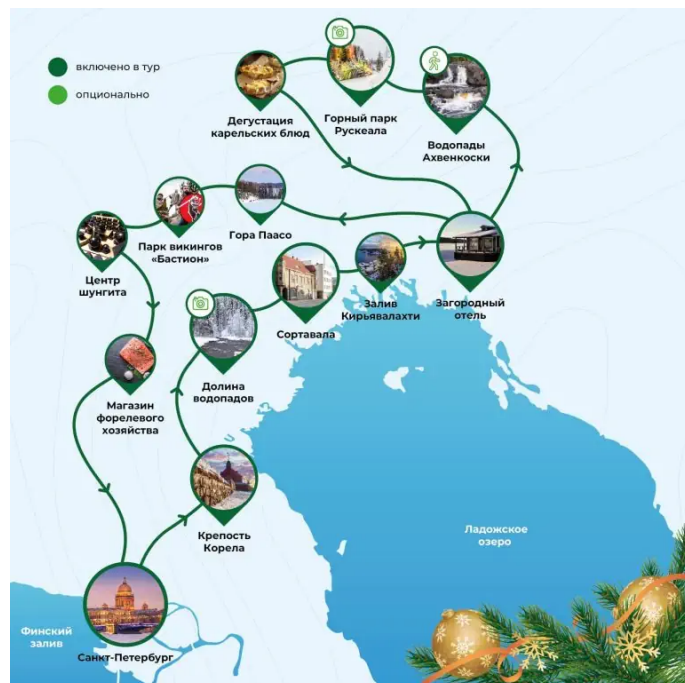 включено в тур
опционально
Дегустация
карельских блюд
Горный парк
Рускеала
Водопады
Ахвенкоски
Гора Паасо
Парк викингов
«Бастион»
Центр
шунгита
Залив
Кирьявалахти
Загородный
отель
Сортавала
Долина
водопадов
Магазин
форелевого
хозяйства
Крепость
Корела
Ладожское
озеро
Финский
залив
Санкт-Петербург